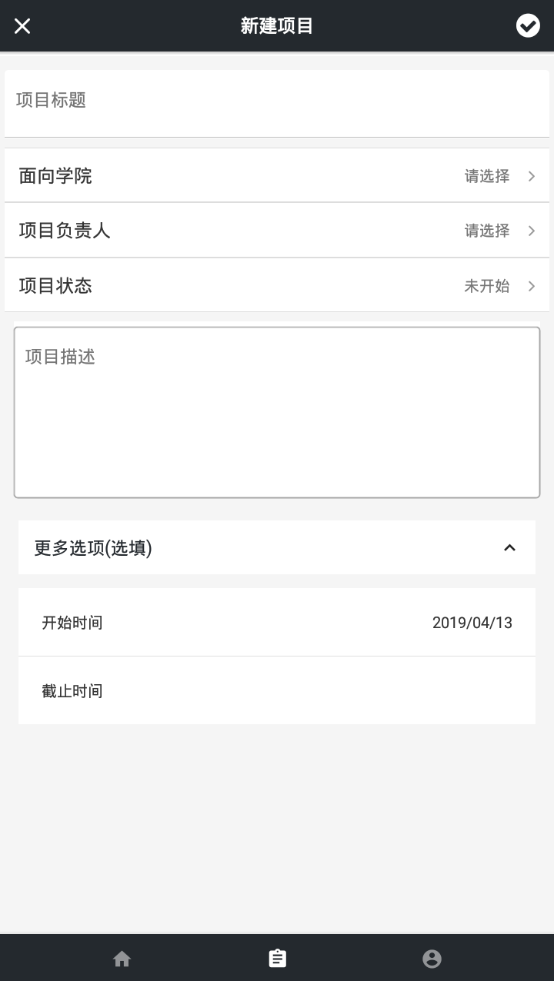 新建项目
项目标题
面向学院 请选择
项目负责人 请选择
项目状态 未开始
项目描述
更多选项(选填)
开始时间 2019/04/13
截止时间